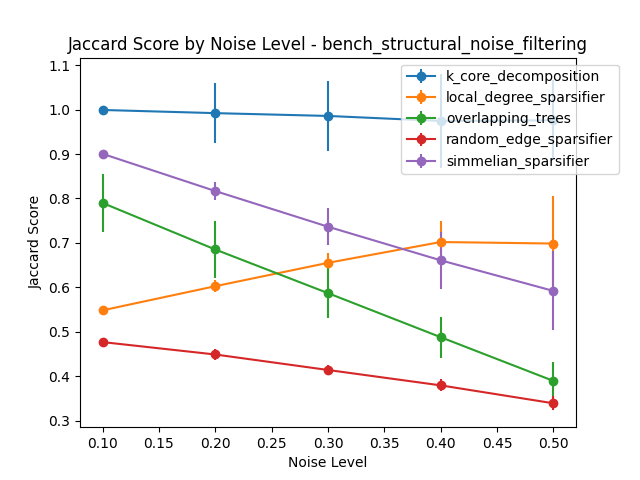 Jaccard Score by Noise Level - bench_structural_noise_filtering
1.1
1.0
0.9
0.8
0.7
0.6
0.5
0.4
0.3
Jaccard Score
k_core_decomposition
local_degree_sparsifier
overlapping_trees
random_edge_sparsifier
simmelian_sparsifier
0.10 0.15 0.20 0.25 0.30 0.35 0.40 0.45 0.50
Noise Level